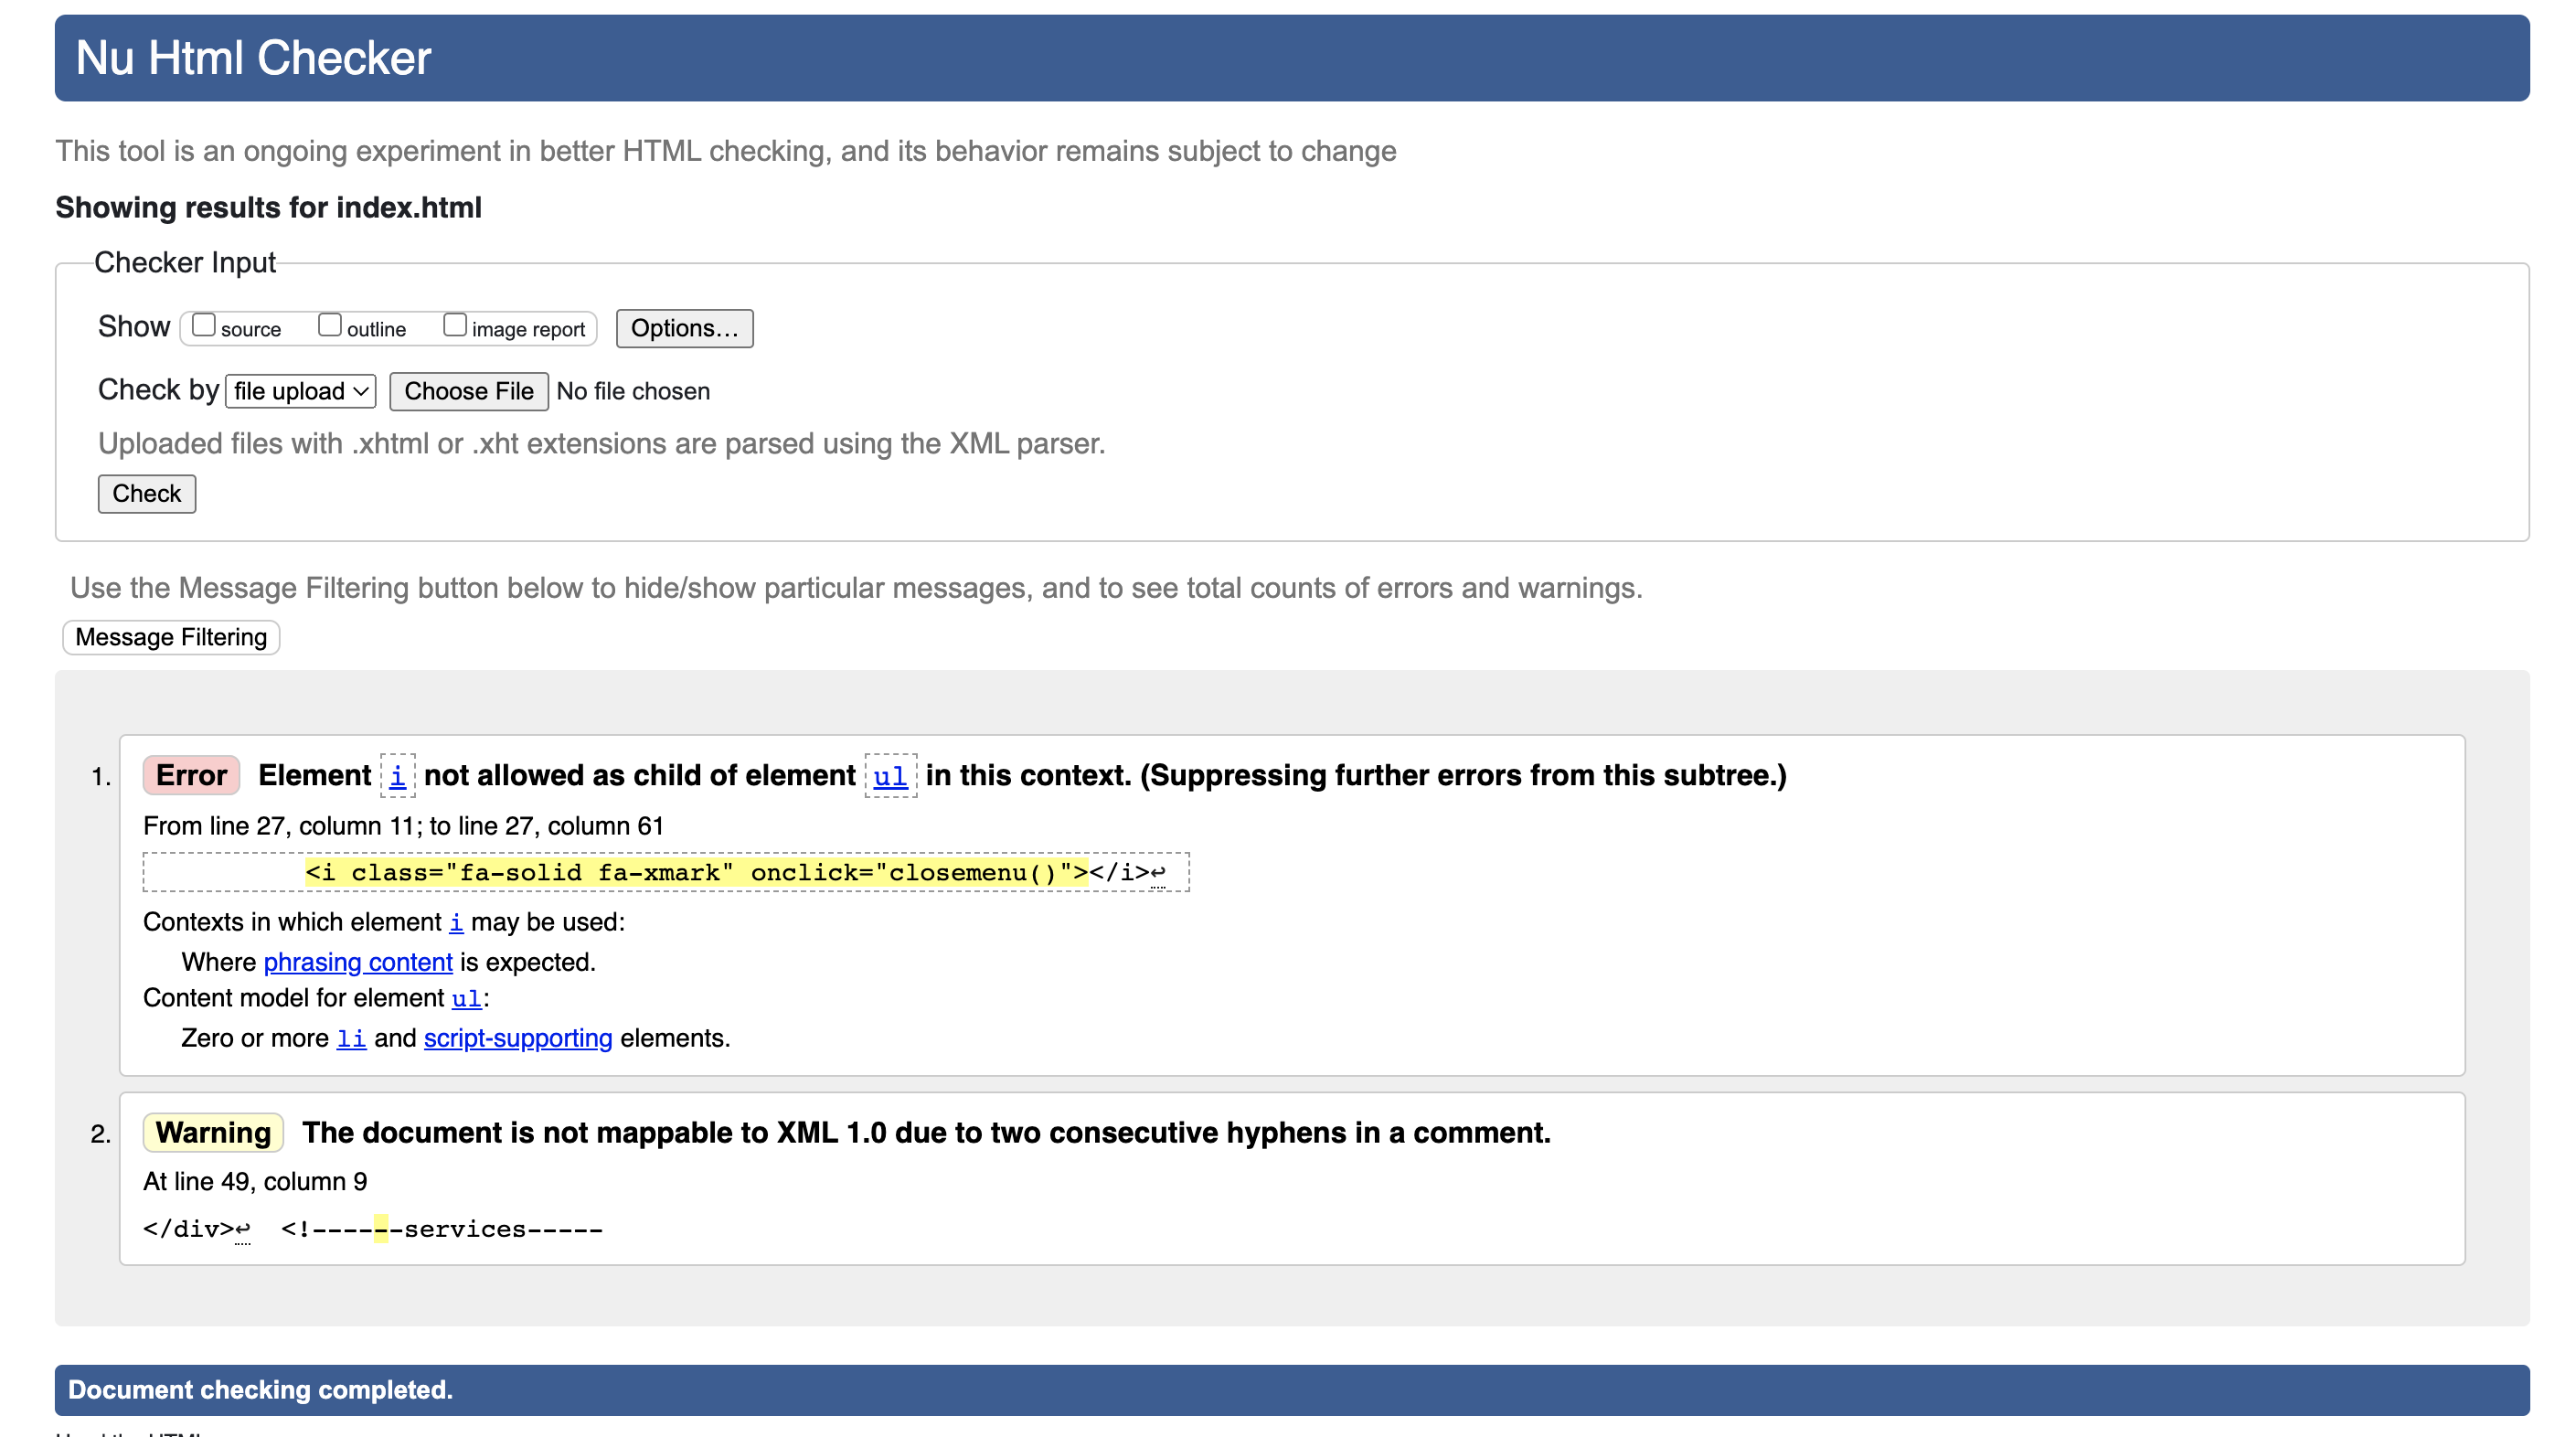 Nu Html Checker
This tool is an ongoing experiment in better HTML checking, and its behavior remains subject to change
Showing results for index.html
Checker Input
Show source outline image report Options...
Check by file upload Choose File No file chosen
Uploaded files with .xhtml or .xht extensions are parsed using the XML parser.
Check
Use the Message Filtering button below to hide/show particular messages, and to see total counts of errors and warnings.
Message Filtering
1. Error Element i not allowed as child of element ul in this context. (Suppressing further errors from this subtree.)
From line 27, column 11; to line 27, column 61
<i class="fa-solid fa-xmark" onclick="closemenu()"></i>↩
Contexts in which element i may be used:
Where phrasing content is expected.
Content model for element ul:
Zero or more li and script-supporting elements.
2. Warning The document is not mappable to XML 1.0 due to two consecutive hyphens in a comment.
At line 49, column 9
</div>↩ <!------services-----
Document checking completed.